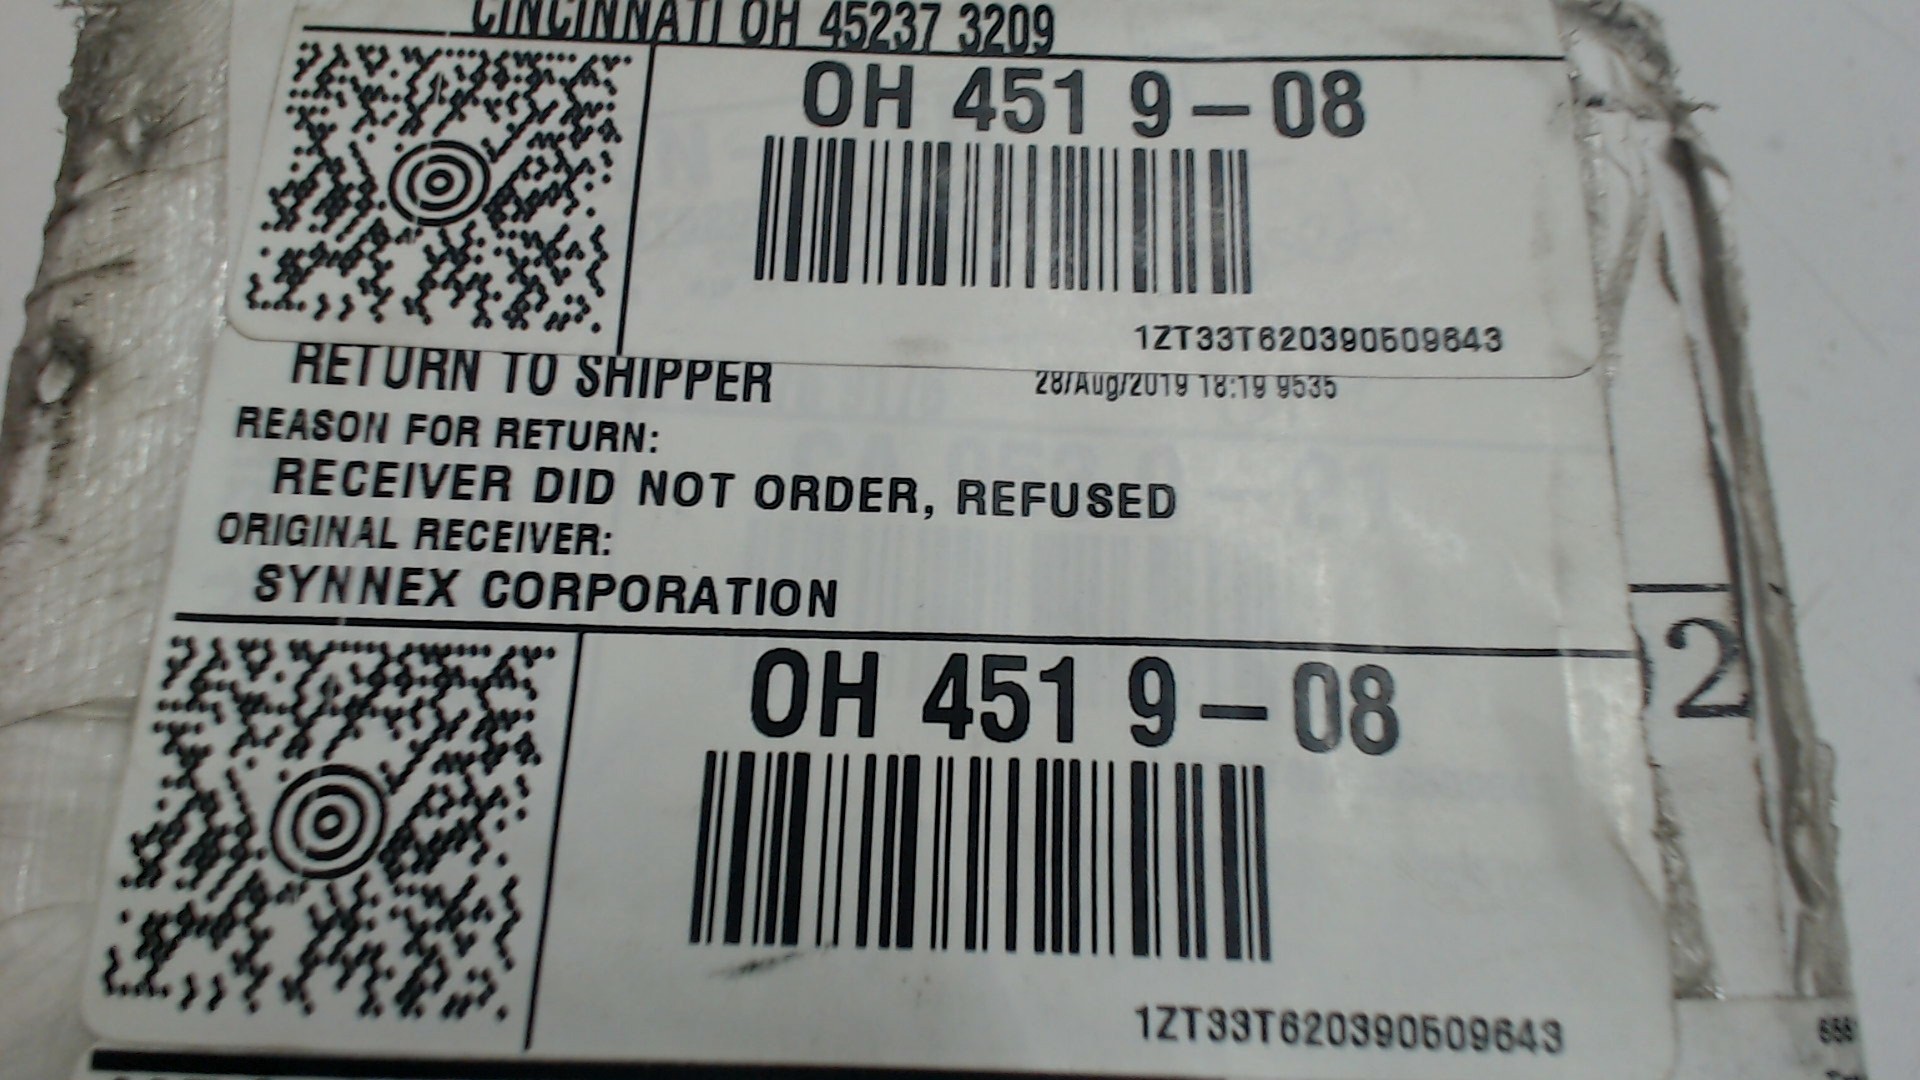 CINCINNATI OH 45237 3209
OH 451 9-08
1ZT33T620390509643
RETURN TO SHIPPER
28/Aug/2019 18:19 9535
REASON FOR RETURN:
RECEIVER DID NOT ORDER, REFUSED
ORIGINAL RECEIVER:
SYNNEX CORPORATION
2
OH 451 9-08
1ZT33T620390509643